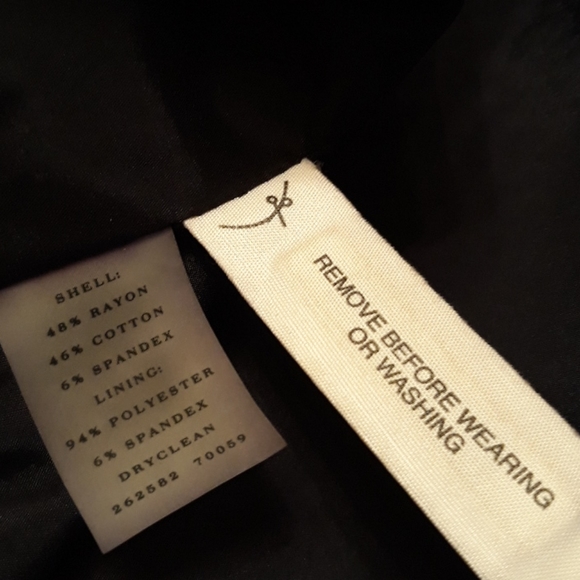 SHELL:
48% RAYON
46% COTTON
6% SPANDEX
LINING:
94% POLYESTER
6% SPANDEX
DRYCLEAN
262582 70059
REMOVE BEFORE WEARING
OR WASHING